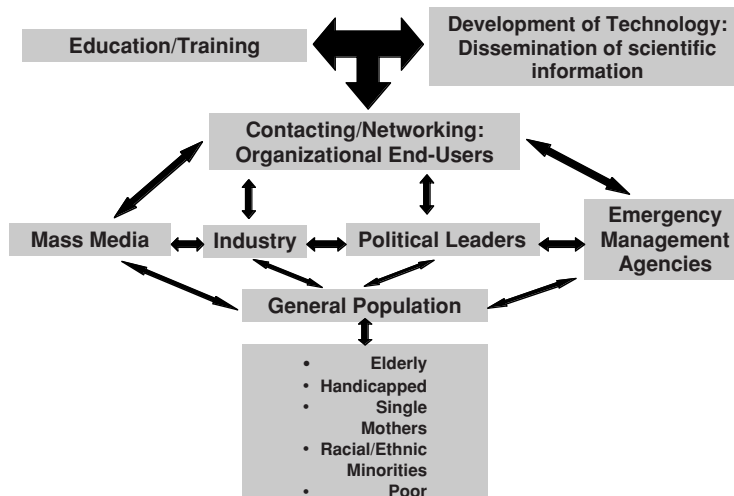 Education/Training
Development of Technology:
Dissemination of scientific
information
Contacting/Networking:
Organizational End-Users
Mass Media
Industry
Political Leaders
Emergency
Management
Agencies
General Population
• Elderly
• Handicapped
• Single
Mothers
• Racial/Ethnic
Minorities
• Poor